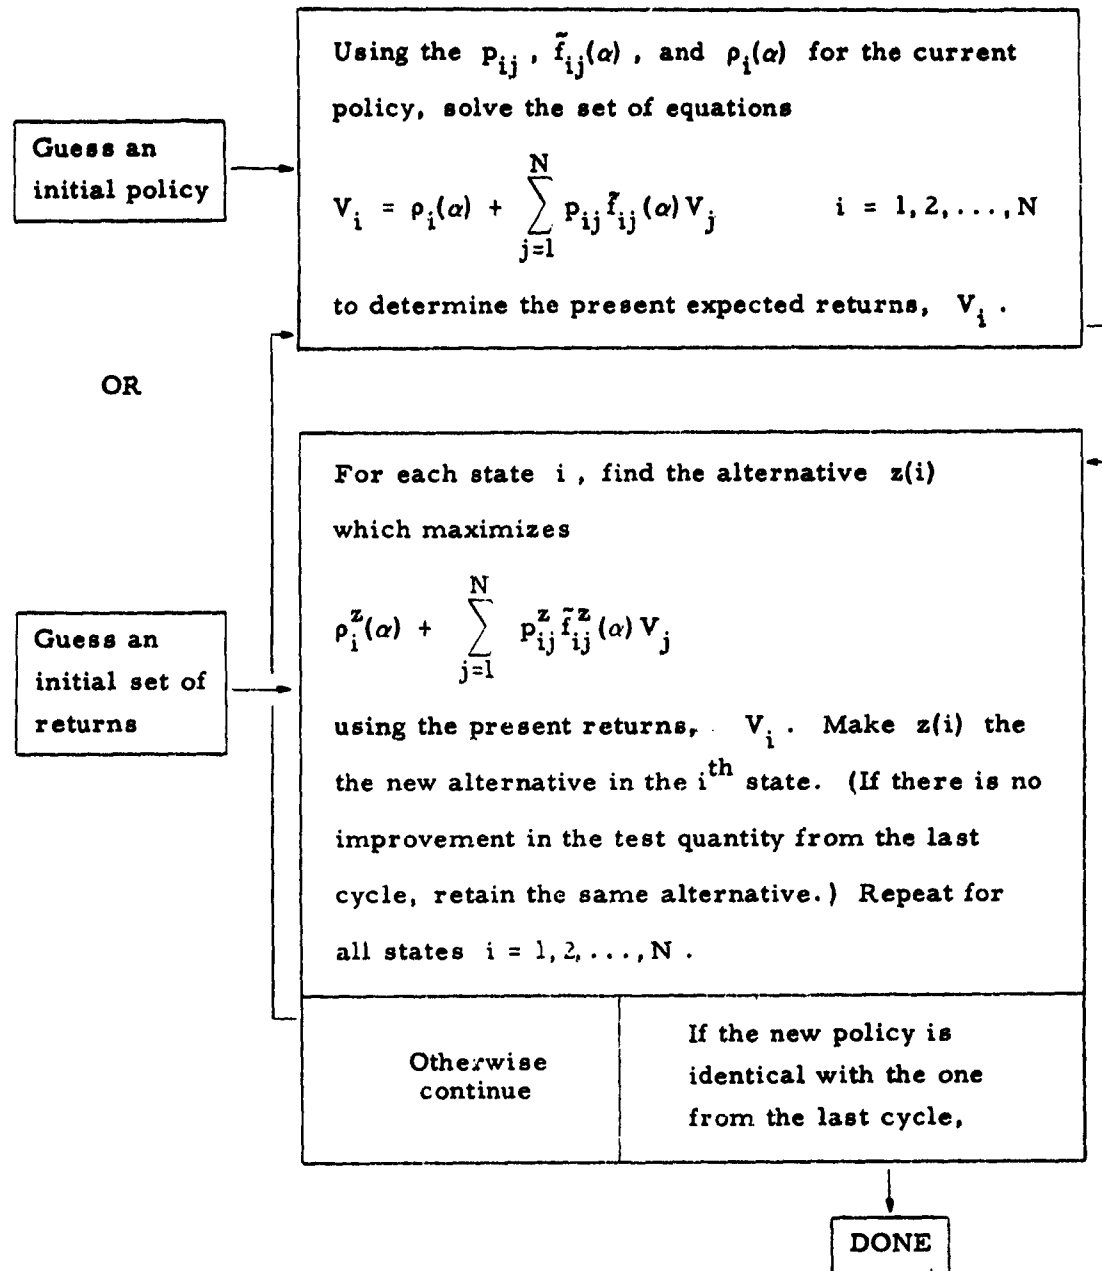 Using the p_ij , f̃_ij(α) , and ρ_i(α) for the current
policy, solve the set of equations
Guess an
initial policy
V_i = ρ_i(α) + ∑_{j=1}^{N} p_ij f̃_ij(α) V_j i = 1, 2, . . . , N
to determine the present expected returns, V_i .
OR
For each state i , find the alternative z(i)
which maximizes
ρ_i^z(α) + ∑_{j=1}^{N} p_ij^z f̃_ij^z(α) V_j
Guess an
initial set of
returns
using the present returns, V_i . Make z(i) the
the new alternative in the i^th state. (If there is no
improvement in the test quantity from the last
cycle, retain the same alternative.) Repeat for
all states i = 1, 2, . . . , N .
Otherwise
continue
If the new policy is
identical with the one
from the last cycle,
DONE